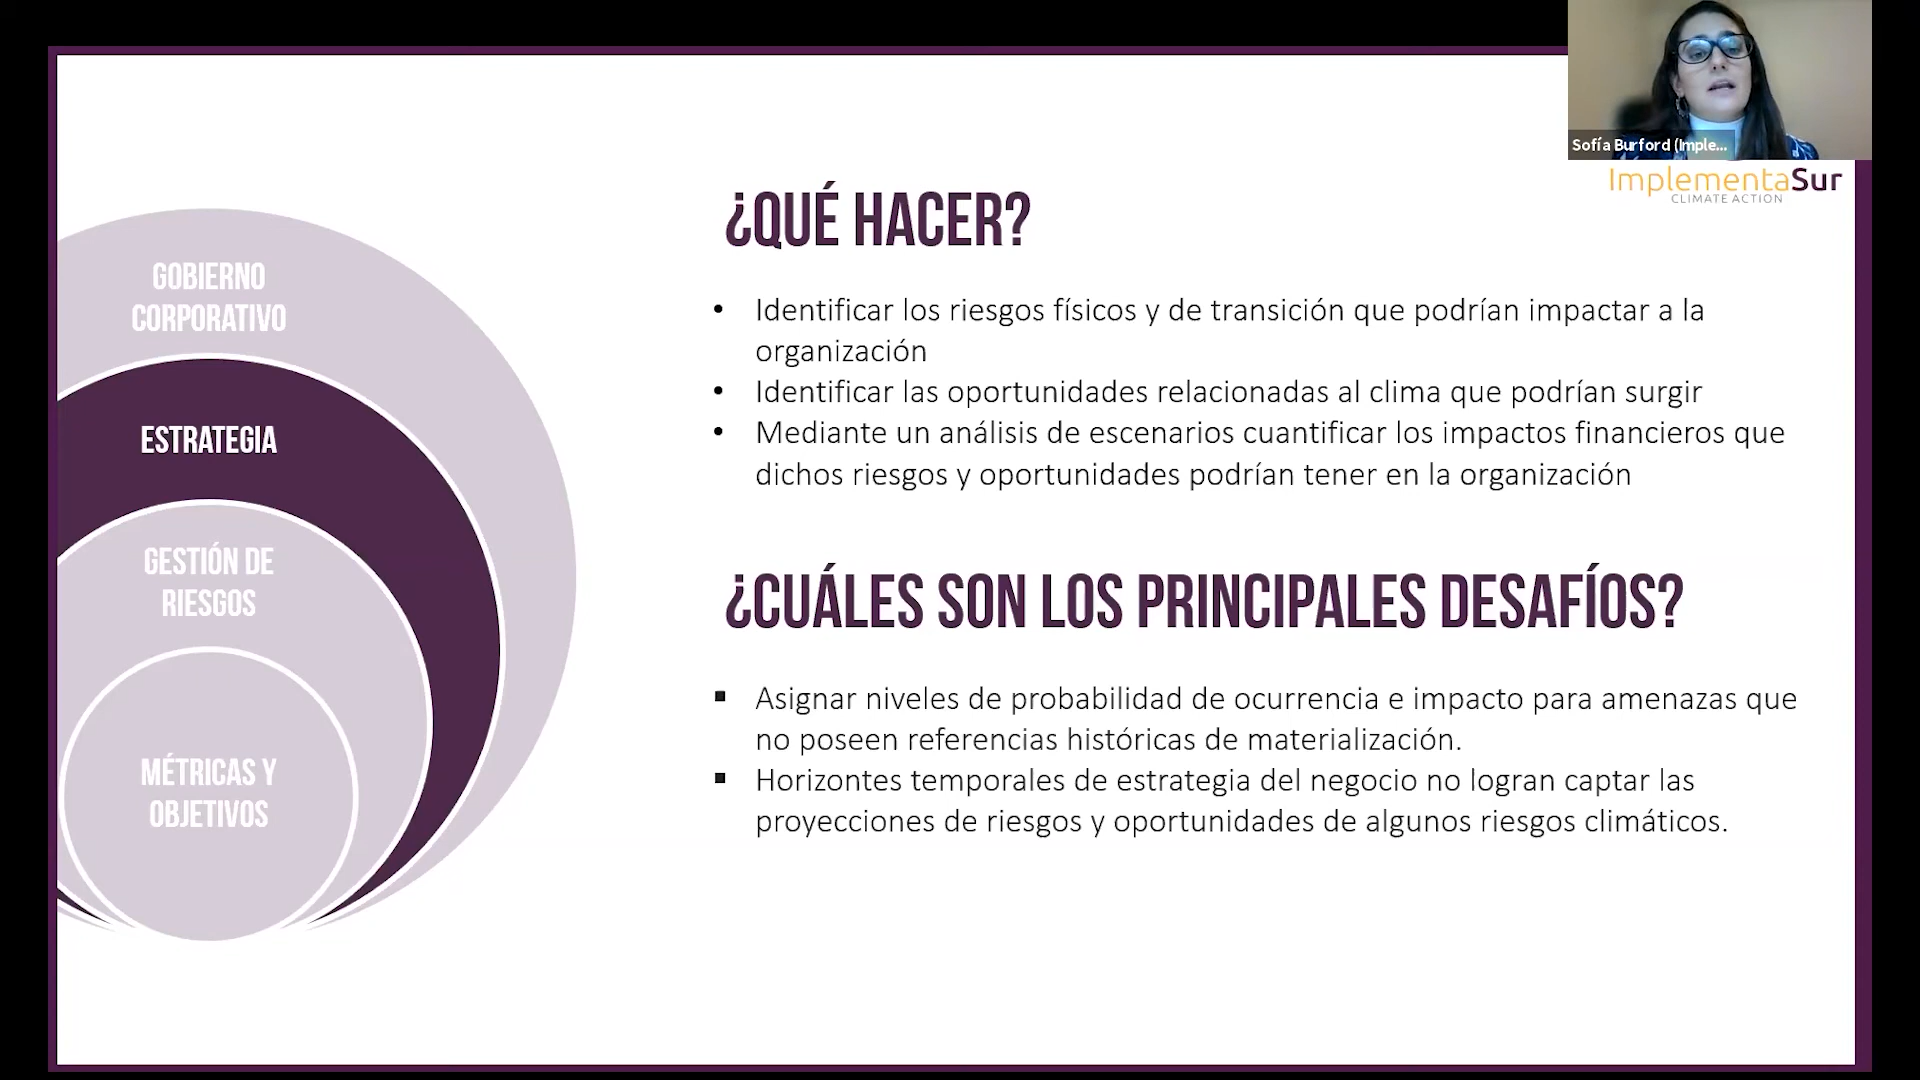 Sofía Burford (Imple...
ImplementaSur
CLIMATE ACTION
GOBIERNO
CORPORATIVO
ESTRATEGIA
GESTIÓN DE
RIESGOS
MÉTRICAS Y
OBJETIVOS
¿QUÉ HACER?
• Identificar los riesgos físicos y de transición que podrían impactar a la
organización
• Identificar las oportunidades relacionadas al clima que podrían surgir
• Mediante un análisis de escenarios cuantificar los impactos financieros que
dichos riesgos y oportunidades podrían tener en la organización
¿CUÁLES SON LOS PRINCIPALES DESAFÍOS?
▪ Asignar niveles de probabilidad de ocurrencia e impacto para amenazas que
no poseen referencias históricas de materialización.
▪ Horizontes temporales de estrategia del negocio no logran captar las
proyecciones de riesgos y oportunidades de algunos riesgos climáticos.